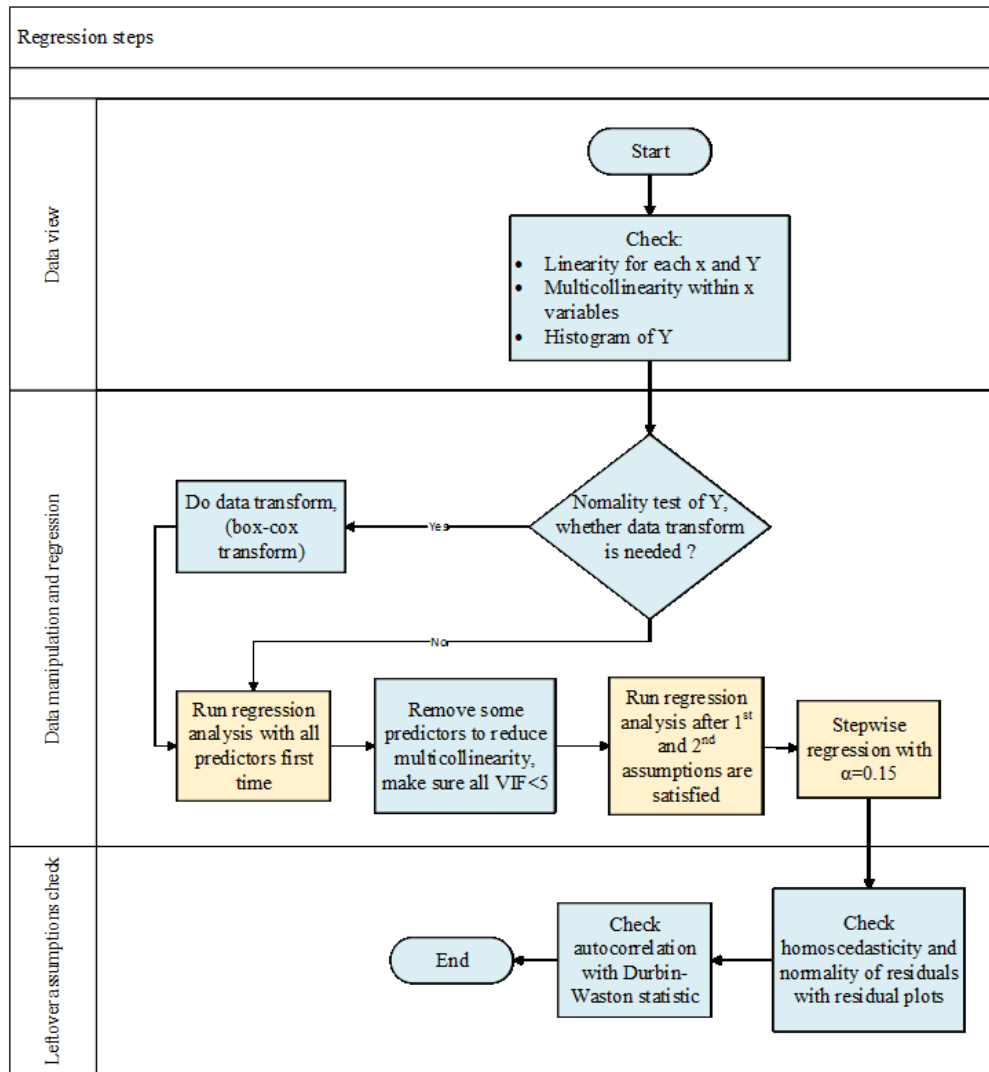 Regression steps
Data view
Start
Check:
• Linearity for each x and Y
• Multicollinearity within x
variables
• Histogram of Y
Data manipulation and regression
Nomality test of Y,
whether data transform
is needed ?
Yes
Do data transform,
(box-cox
transform)
No
Run regression
analysis with all
predictors first
time
Remove some
predictors to reduce
multicollinearity,
make sure all VIF<5
Run regression
analysis after 1st
and 2nd
assumptions are
satisfied
Stepwise
regression with
α=0.15
Leftover assumptions check
Check
homoscedasticity and
normality of residuals
with residual plots
Check
autocorrelation
with Durbin-
Waston statistic
End